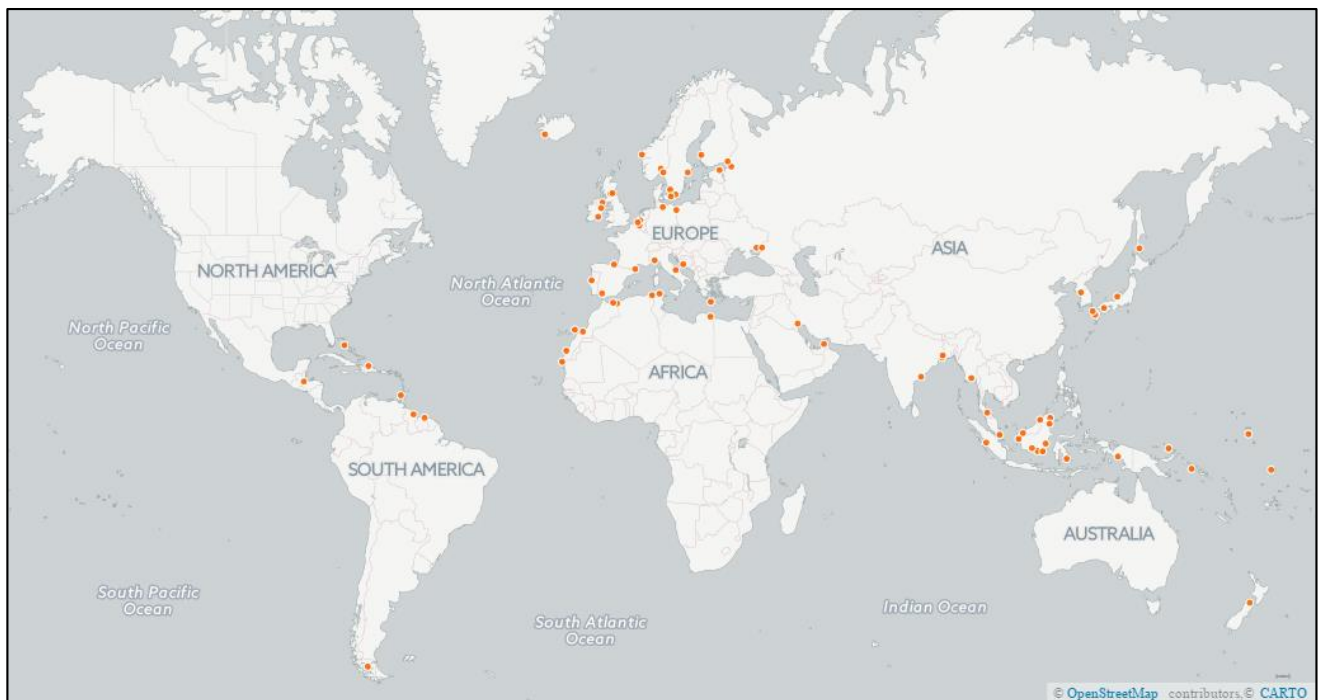 EUROPE
ASIA
NORTH AMERICA
North Atlantic
Ocean
North Pacific
Ocean
AFRICA
SOUTH AMERICA
AUSTRALIA
South Pacific
Ocean
Indian Ocean
South Atlantic
Ocean
© OpenStreetMap contributors,© CARTO